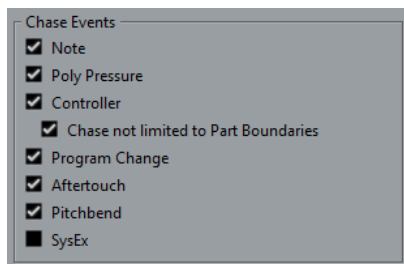 Chase Events
Note
Poly Pressure
Controller
Chase not limited to Part Boundaries
Program Change
Aftertouch
Pitchbend
SysEx